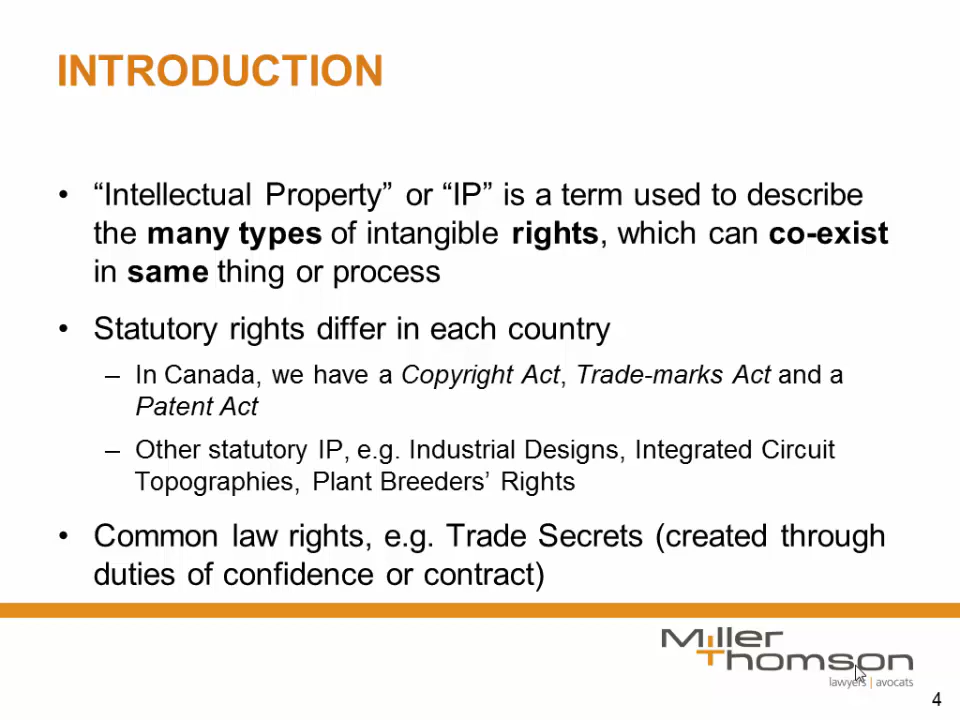 INTRODUCTION
• “Intellectual Property” or “IP” is a term used to describe
the many types of intangible rights, which can co-exist
in same thing or process
• Statutory rights differ in each country
– In Canada, we have a Copyright Act, Trade-marks Act and a
Patent Act
– Other statutory IP, e.g. Industrial Designs, Integrated Circuit
Topographies, Plant Breeders’ Rights
• Common law rights, e.g. Trade Secrets (created through
duties of confidence or contract)
Miller
Thomson
lawyers | avocats
4